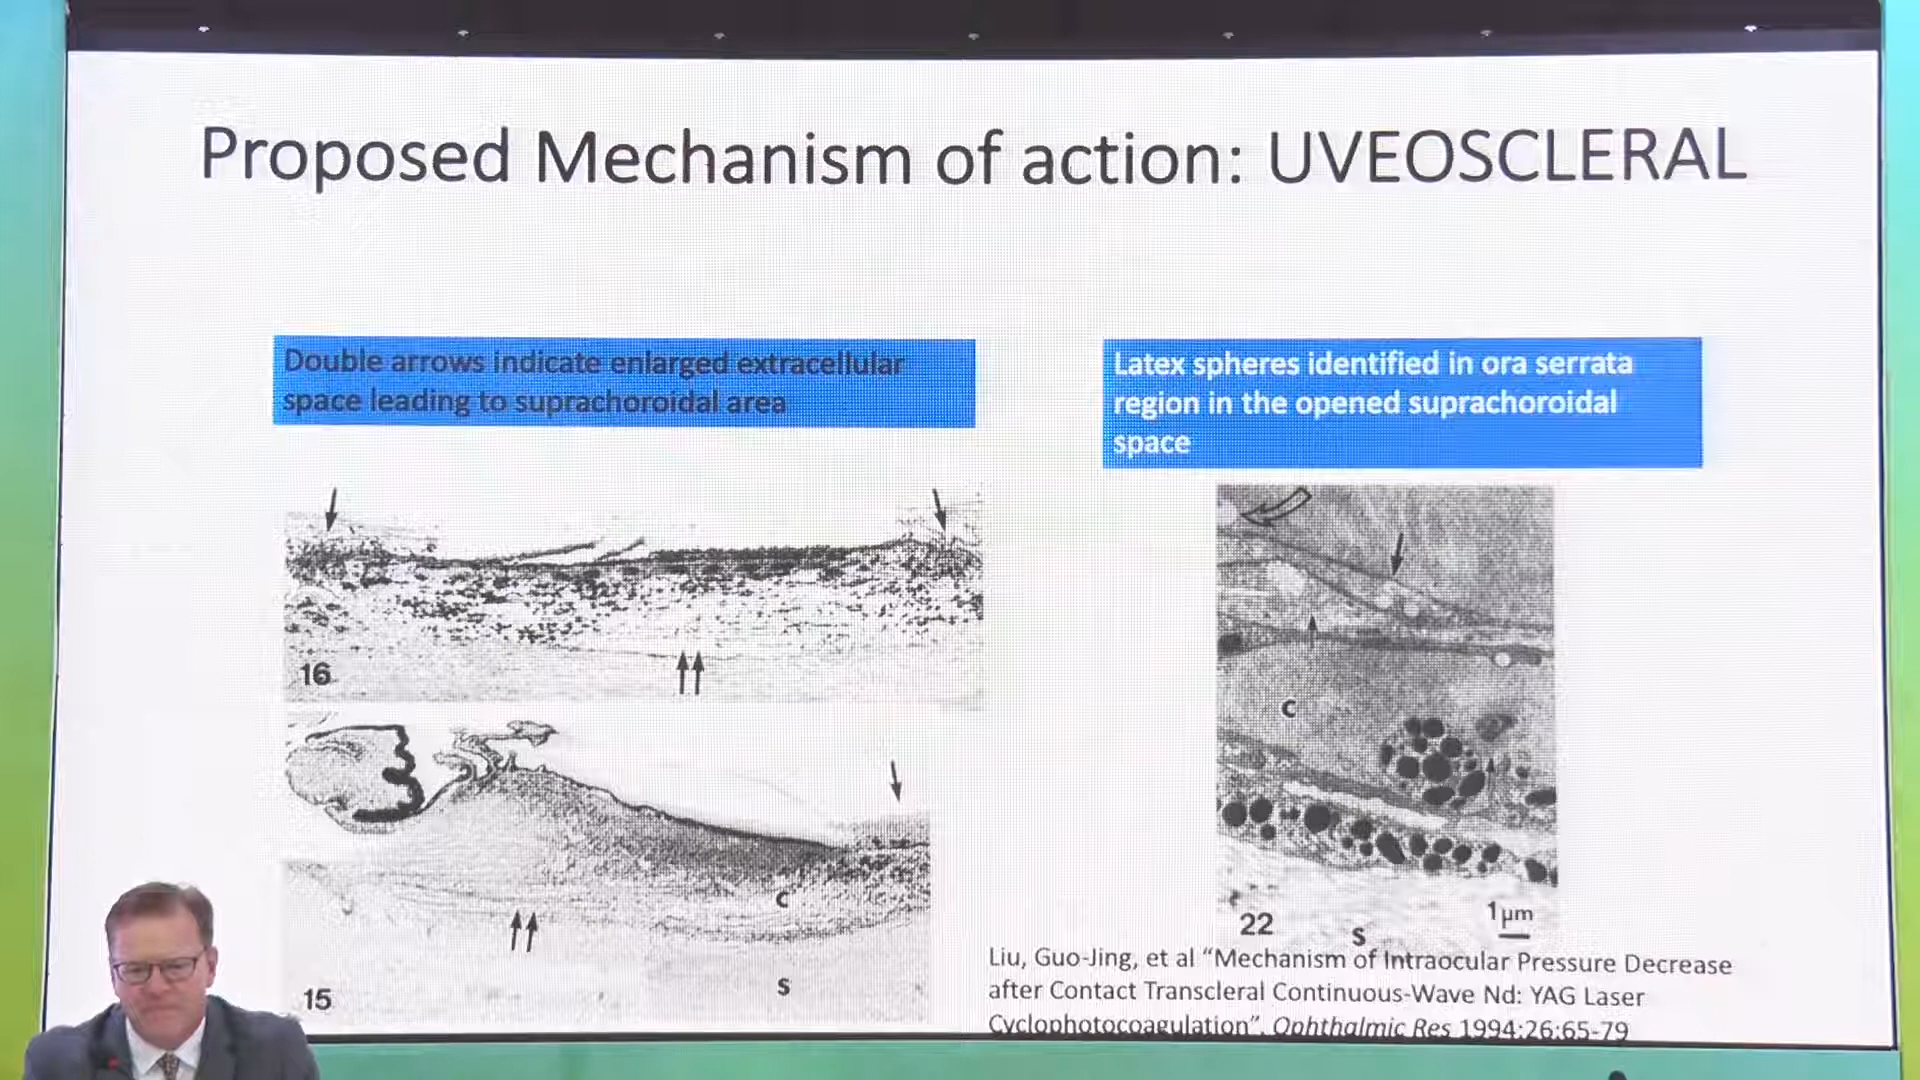 Proposed Mechanism of action: UVEOSCLERAL
Double arrows indicate enlarged extracellular
space leading to suprachoroidal area
Latex spheres identified in ora serrata
region in the opened suprachoroidal
space
16
C
S
15
C
22
S
1µm
Liu, Guo-Jing, et al “Mechanism of Intraocular Pressure Decrease
after Contact Transcleral Continuous-Wave Nd: YAG Laser
Cyclophotocoagulation”. Ophthalmic Res 1994;26:65-79